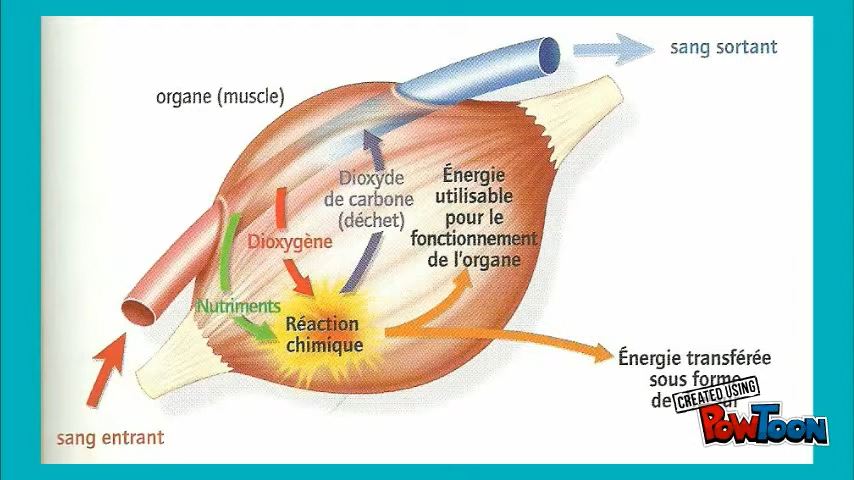 sang sortant
organe (muscle)
Dioxyde
de carbone
(déchet)
Énergie
utilisable
pour le
fonctionnement
de l'organe
Dioxygène
Nutriments
Réaction
chimique
Énergie transférée
sous forme
de
sang entrant
CREATED USING
POWTOON